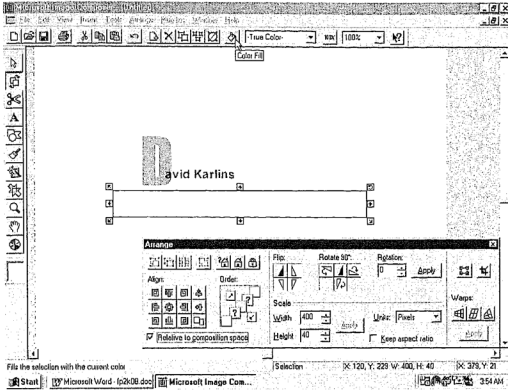 Microsoft Image Composer
File Edit View Insert Tools Arrange Plug-Ins Window Help
-True Color-
100%
Color Fill
David Karlins
Arrange
Flip:
Rotate 90°:
Rotation:
0
Apply
Align:
Order:
Scale
Warps:
Width 400
Apply
Units: Pixels
Apply
Relative to composition space
Height 40
Keep aspect ratio
Fills the selection with the current color
Selection
X: 120, Y: 229 W: 400, H: 40
X: 379, Y: 21
Start
Microsoft Word - fp2k08.doc
Microsoft Image Com...
3:54 AM